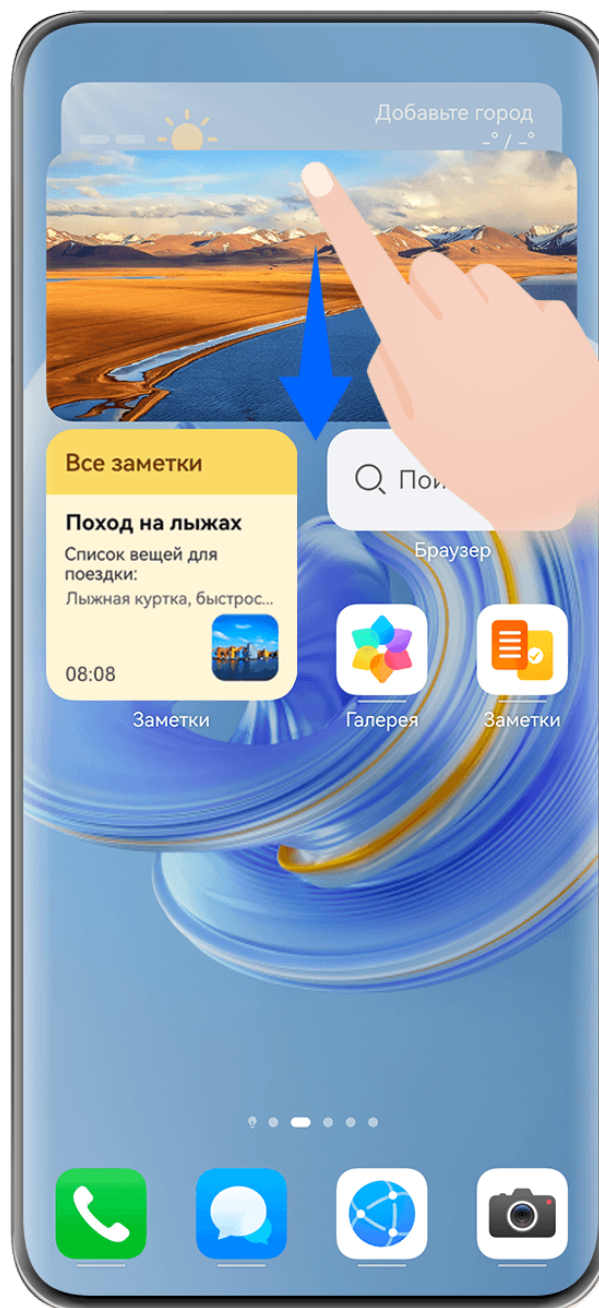 Добавьте город
-° / -°
Все заметки
Поход на лыжах
Список вещей для
поездки:
Лыжная куртка, быстрос...
08:08
Заметки
Браузер
Галерея
Заметки